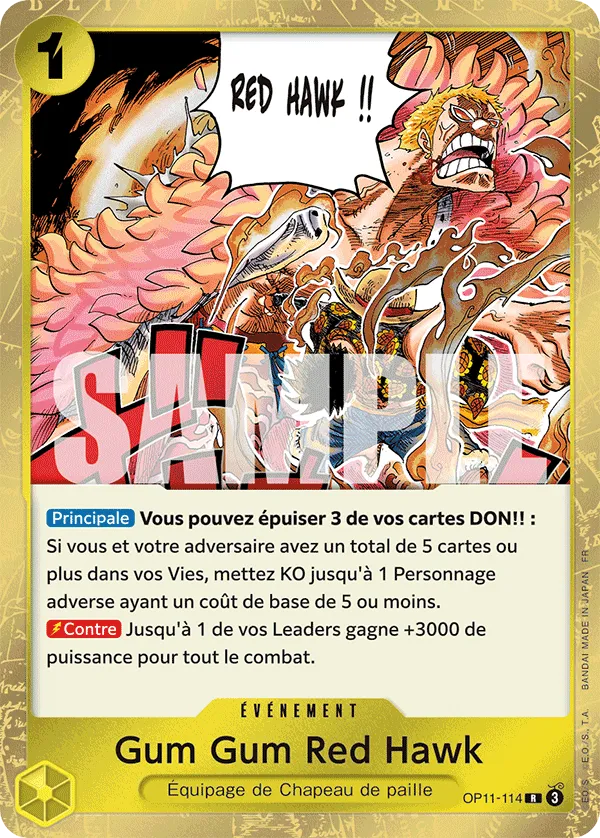 1
RED HAWK !!
SAMPLE
Principale Vous pouvez épuiser 3 de vos cartes DON!! :
Si vous et votre adversaire avez un total de 5 cartes ou
plus dans vos Vies, mettez KO jusqu'à 1 Personnage
adverse ayant un coût de base de 5 ou moins.
Contre Jusqu'à 1 de vos Leaders gagne +3000 de
puissance pour tout le combat.
ÉVÉNEMENT
Gum Gum Red Hawk
Équipage de Chapeau de paille
OP11-114 R 3
BANDAI MADE IN JAPAN FR